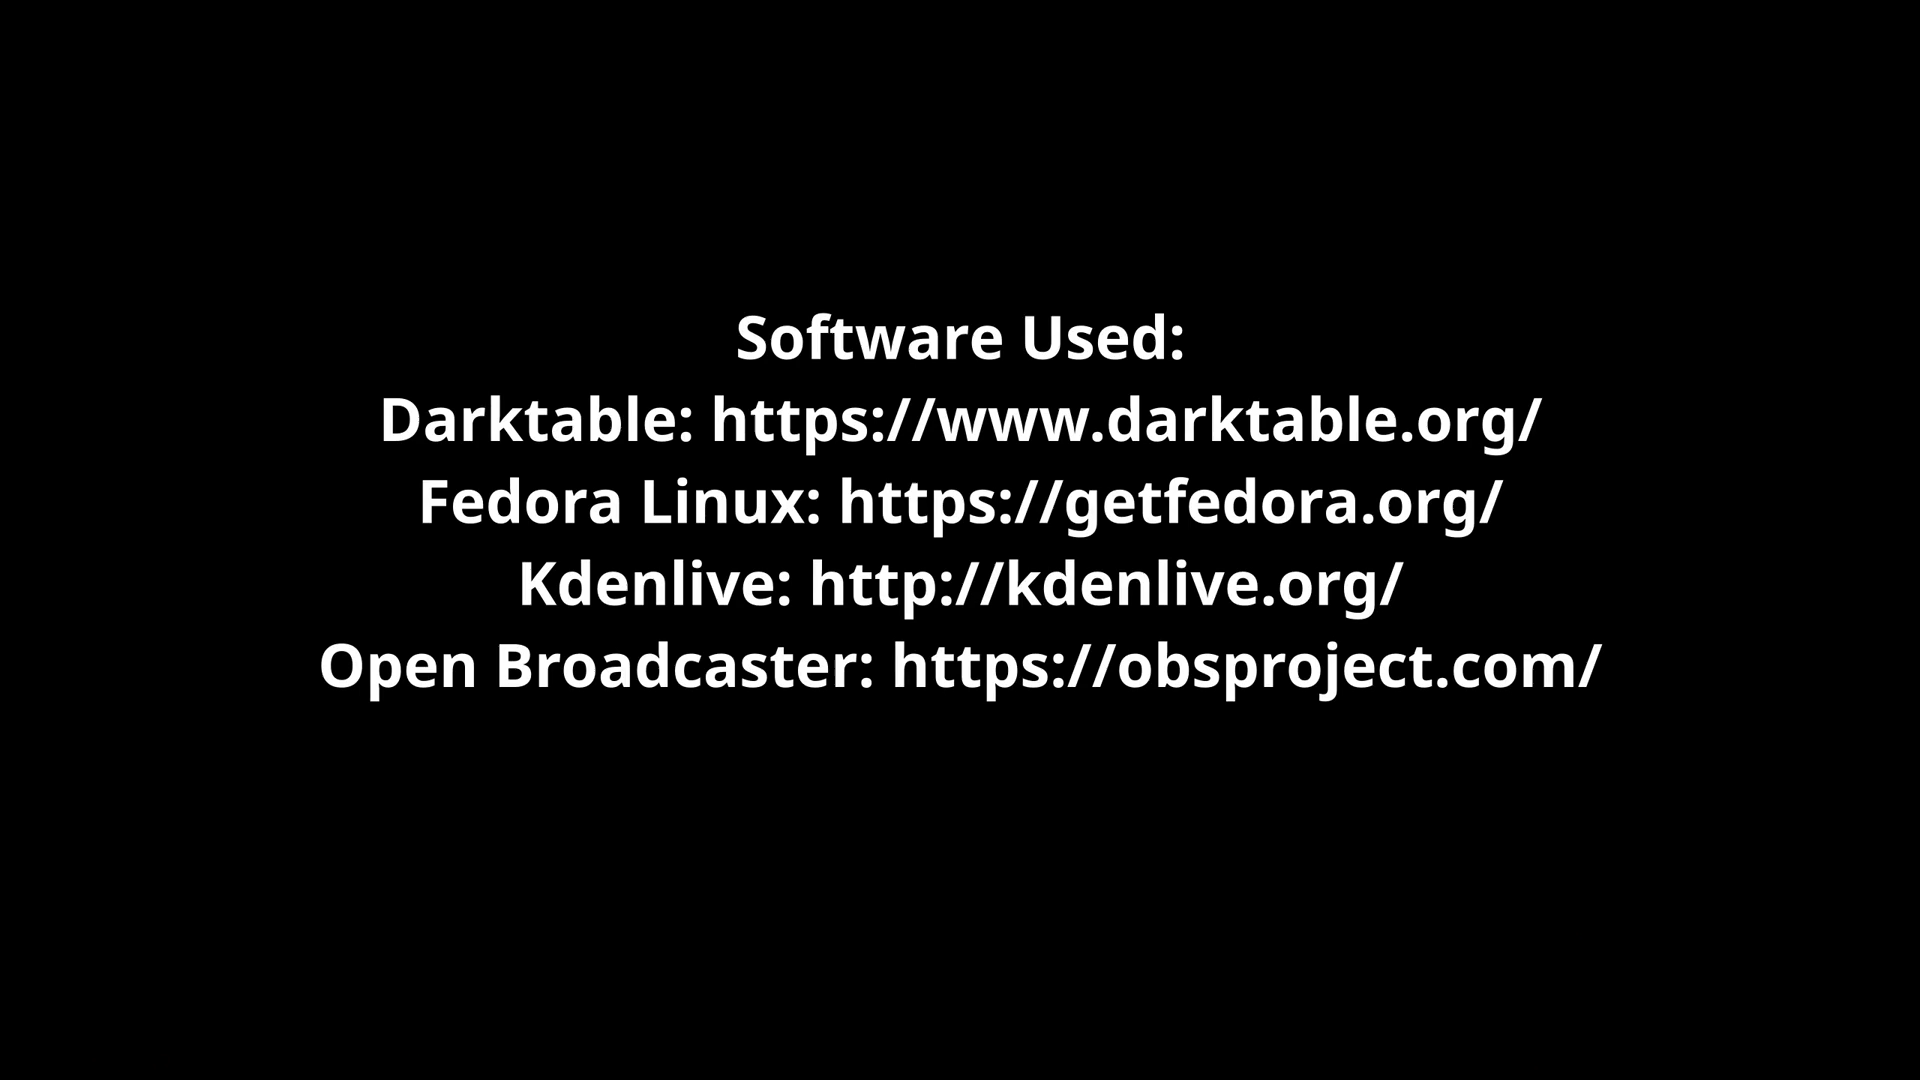 Software Used:
Darktable: https://www.darktable.org/
Fedora Linux: https://getfedora.org/
Kdenlive: http://kdenlive.org/
Open Broadcaster: https://obsproject.com/